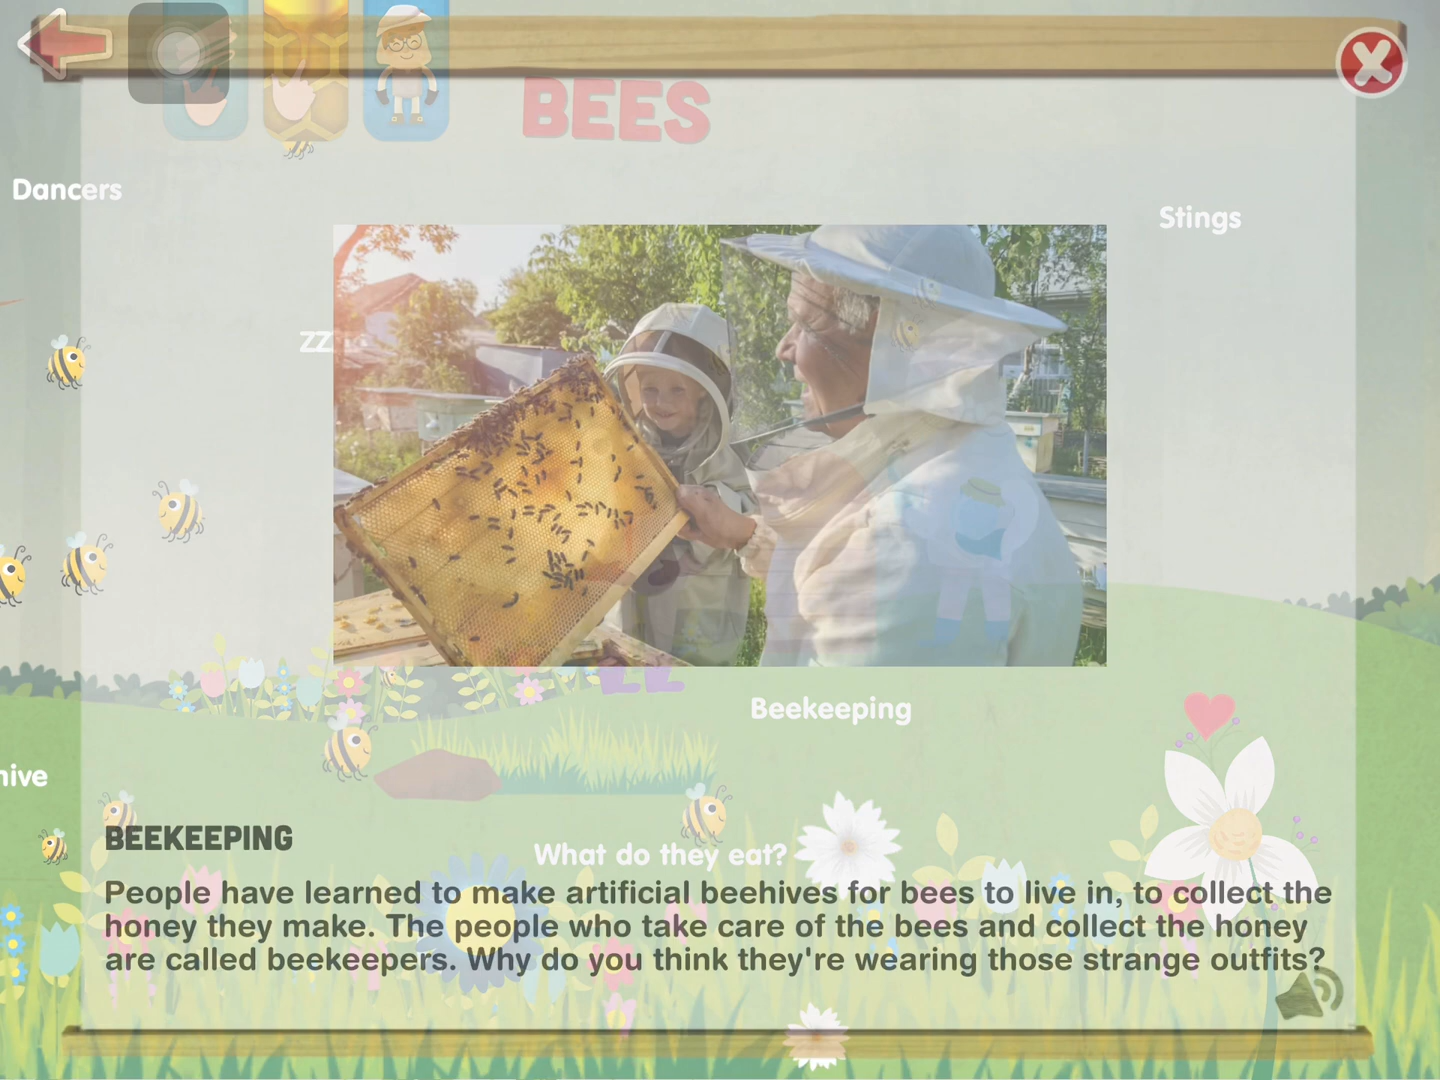 BEES
Dancers
Stings
zz
Beekeeping
hive
BEEKEEPING
What do they eat?
People have learned to make artificial beehives for bees to live in, to collect the
honey they make. The people who take care of the bees and collect the honey
are called beekeepers. Why do you think they're wearing those strange outfits?